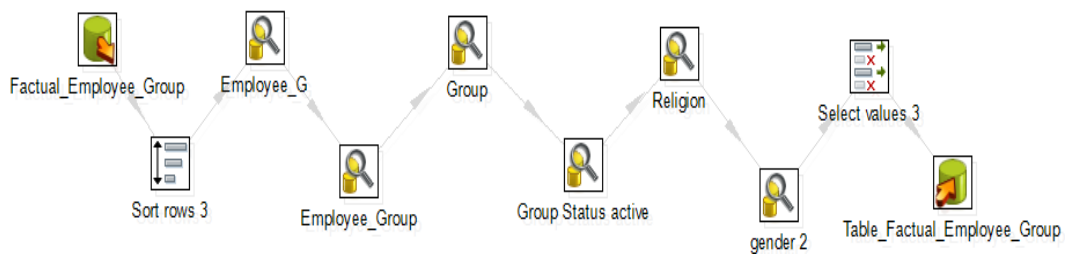 Factual_Employee_Group
Sort rows 3
Employee_G
Employee_Group
Group
Group Status active
Religion
gender 2
Select values 3
Table_Factual_Employee_Group